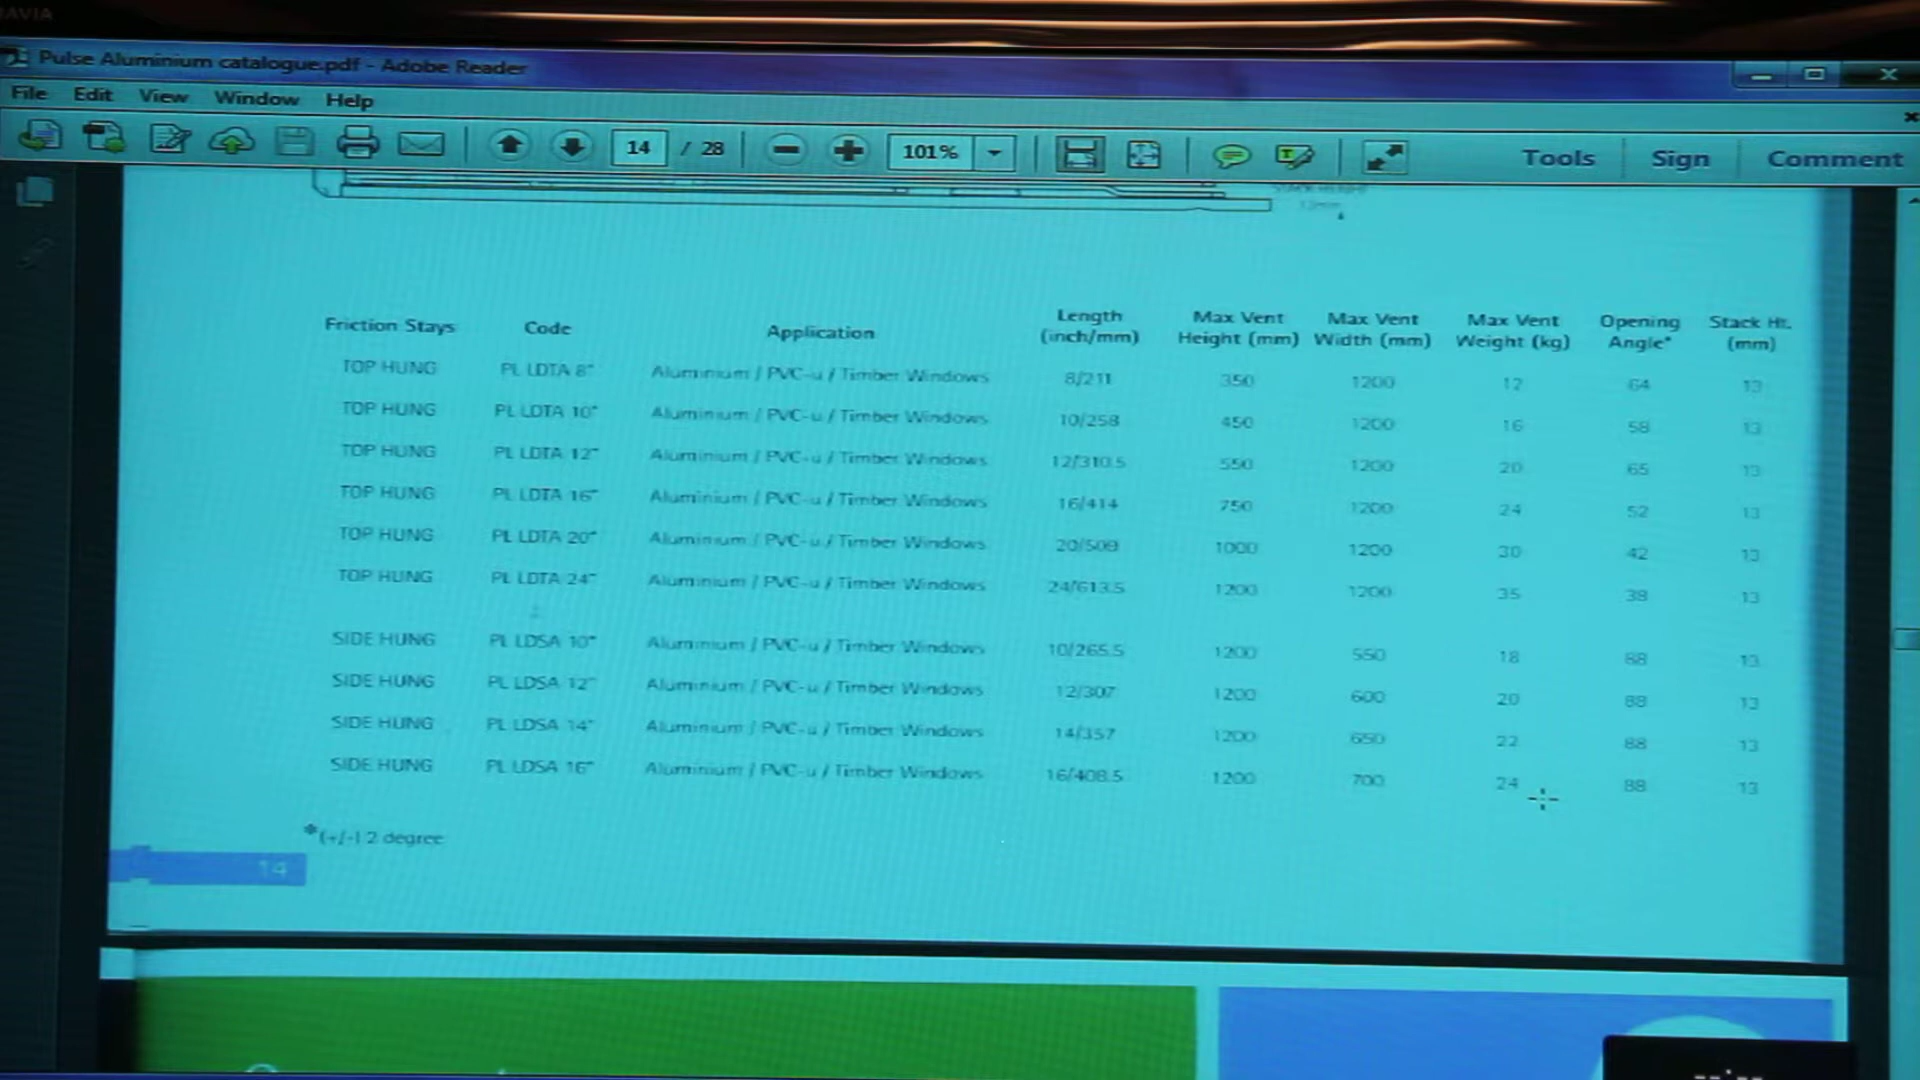 Pulse Aluminium catalogue.pdf - Adobe Reader
File Edit View Window Help
14 / 28 101% Tools Sign Comment
Friction Stays Code Application Length (inch/mm) Max Vent Height (mm) Max Vent Width (mm) Max Vent Weight (kg) Opening Angle* Stack Ht. (mm)
TOP HUNG PL LDTA 8" Aluminium / PVC-u / Timber Windows 8/211 350 1200 12 64 13
TOP HUNG PL LDTA 10" Aluminium / PVC-u / Timber Windows 10/258 450 1200 16 58 13
TOP HUNG PL LDTA 12" Aluminium / PVC-u / Timber Windows 12/310.5 550 1200 20 65 13
TOP HUNG PL LDTA 16" Aluminium / PVC-u / Timber Windows 16/414 750 1200 24 52 13
TOP HUNG PL LDTA 20" Aluminium / PVC-u / Timber Windows 20/509 1000 1200 30 42 13
TOP HUNG PL LDTA 24" Aluminium / PVC-u / Timber Windows 24/613.5 1200 1200 35 38 13
SIDE HUNG PL LDSA 10" Aluminium / PVC-u / Timber Windows 10/265.5 1200 550 18 88 13
SIDE HUNG PL LDSA 12" Aluminium / PVC-u / Timber Windows 12/307 1200 600 20 88 13
SIDE HUNG PL LDSA 14" Aluminium / PVC-u / Timber Windows 14/357 1200 650 22 88 13
SIDE HUNG PL LDSA 16" Aluminium / PVC-u / Timber Windows 16/408.5 1200 700 24 88 13
*(+/-) 2 degree
14